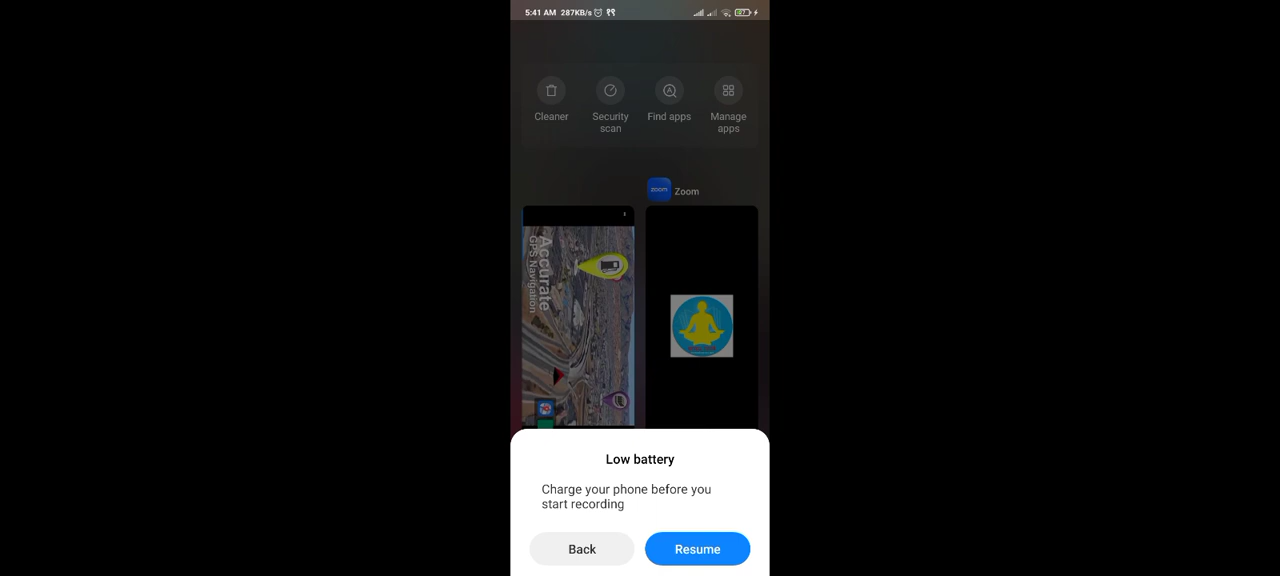 5:41 AM 287KB/s
Cleaner
Security
scan
Find apps
Manage
apps
zoom
Zoom
Accurate
GPS Navigation
Low battery
Charge your phone before you
start recording
Back
Resume